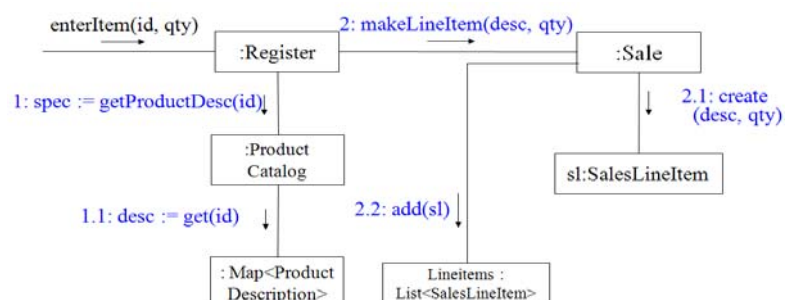 enterItem(id, qty)
2: makeLineItem(desc, qty)
:Register
:Sale
1: spec := getProductDesc(id)
2.1: create
(desc, qty)
:Product
Catalog
sl:SalesLineItem
1.1: desc := get(id)
2.2: add(sl)
: Map<Product
Description>
Lineitems :
List<SalesLineItem>